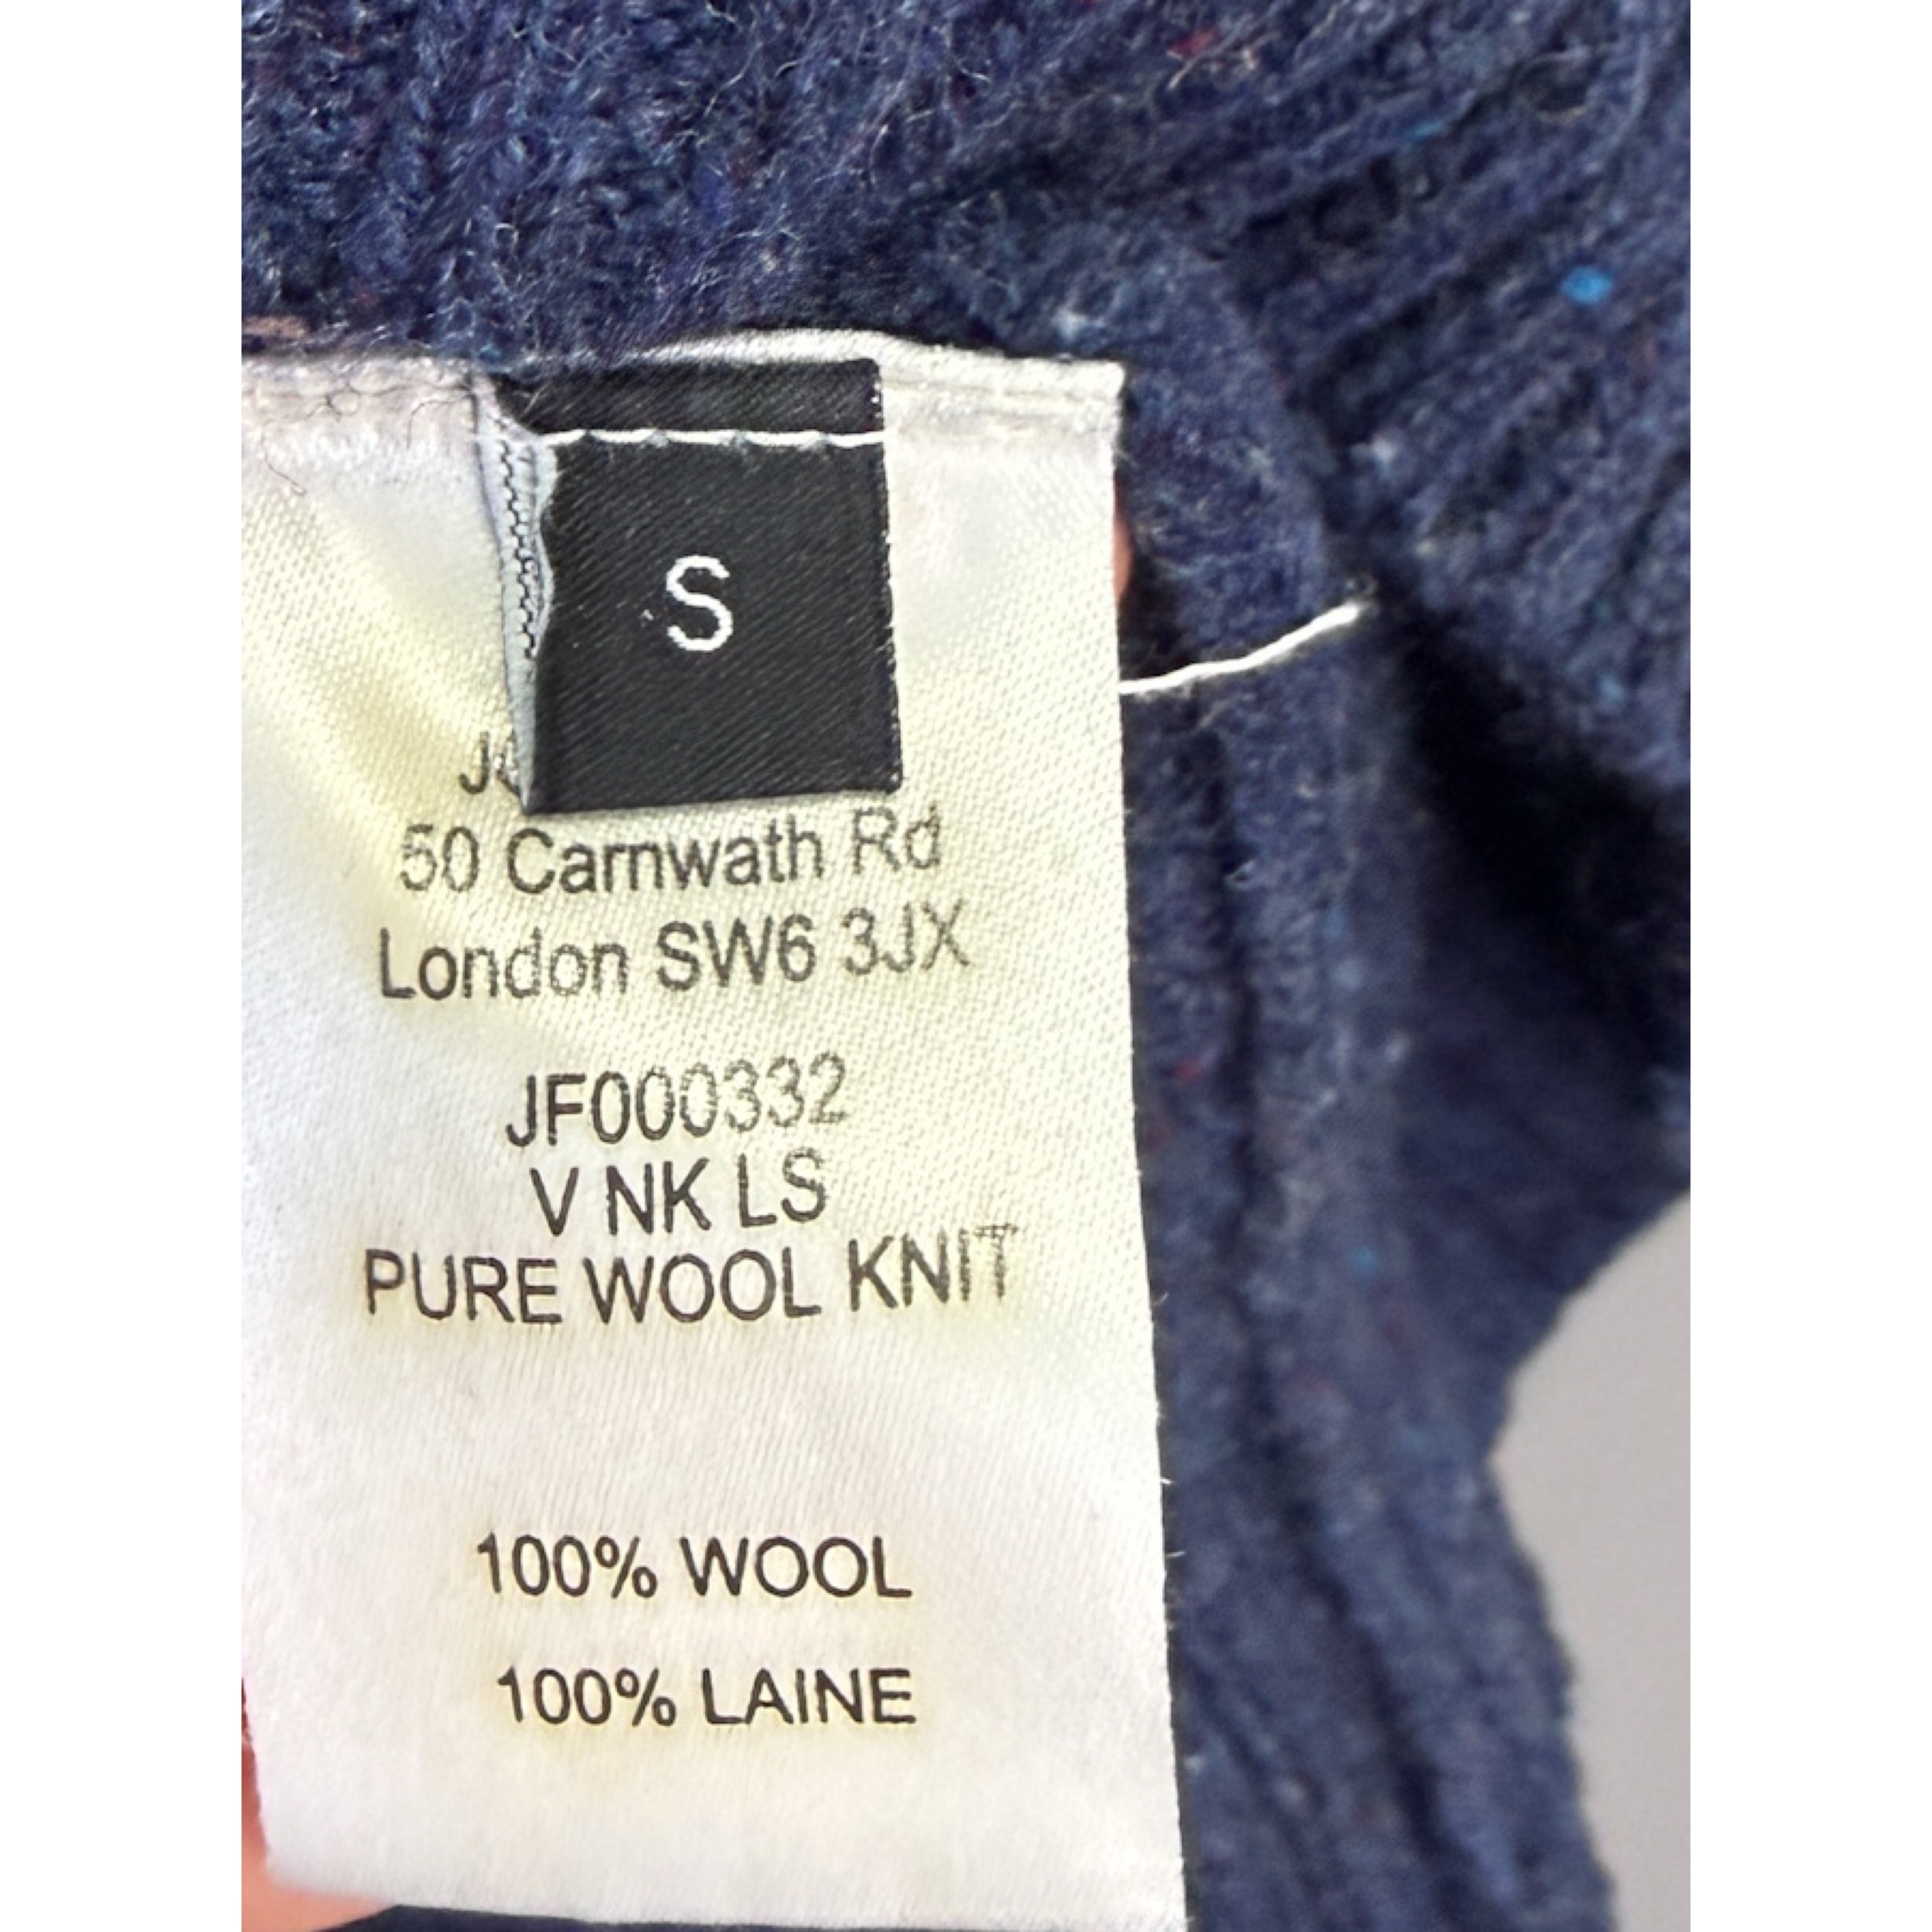 S
50 Carnwath Rd
London SW6 3JX
JF000332
V NK LS
PURE WOOL KNIT
100% WOOL
100% LAINE